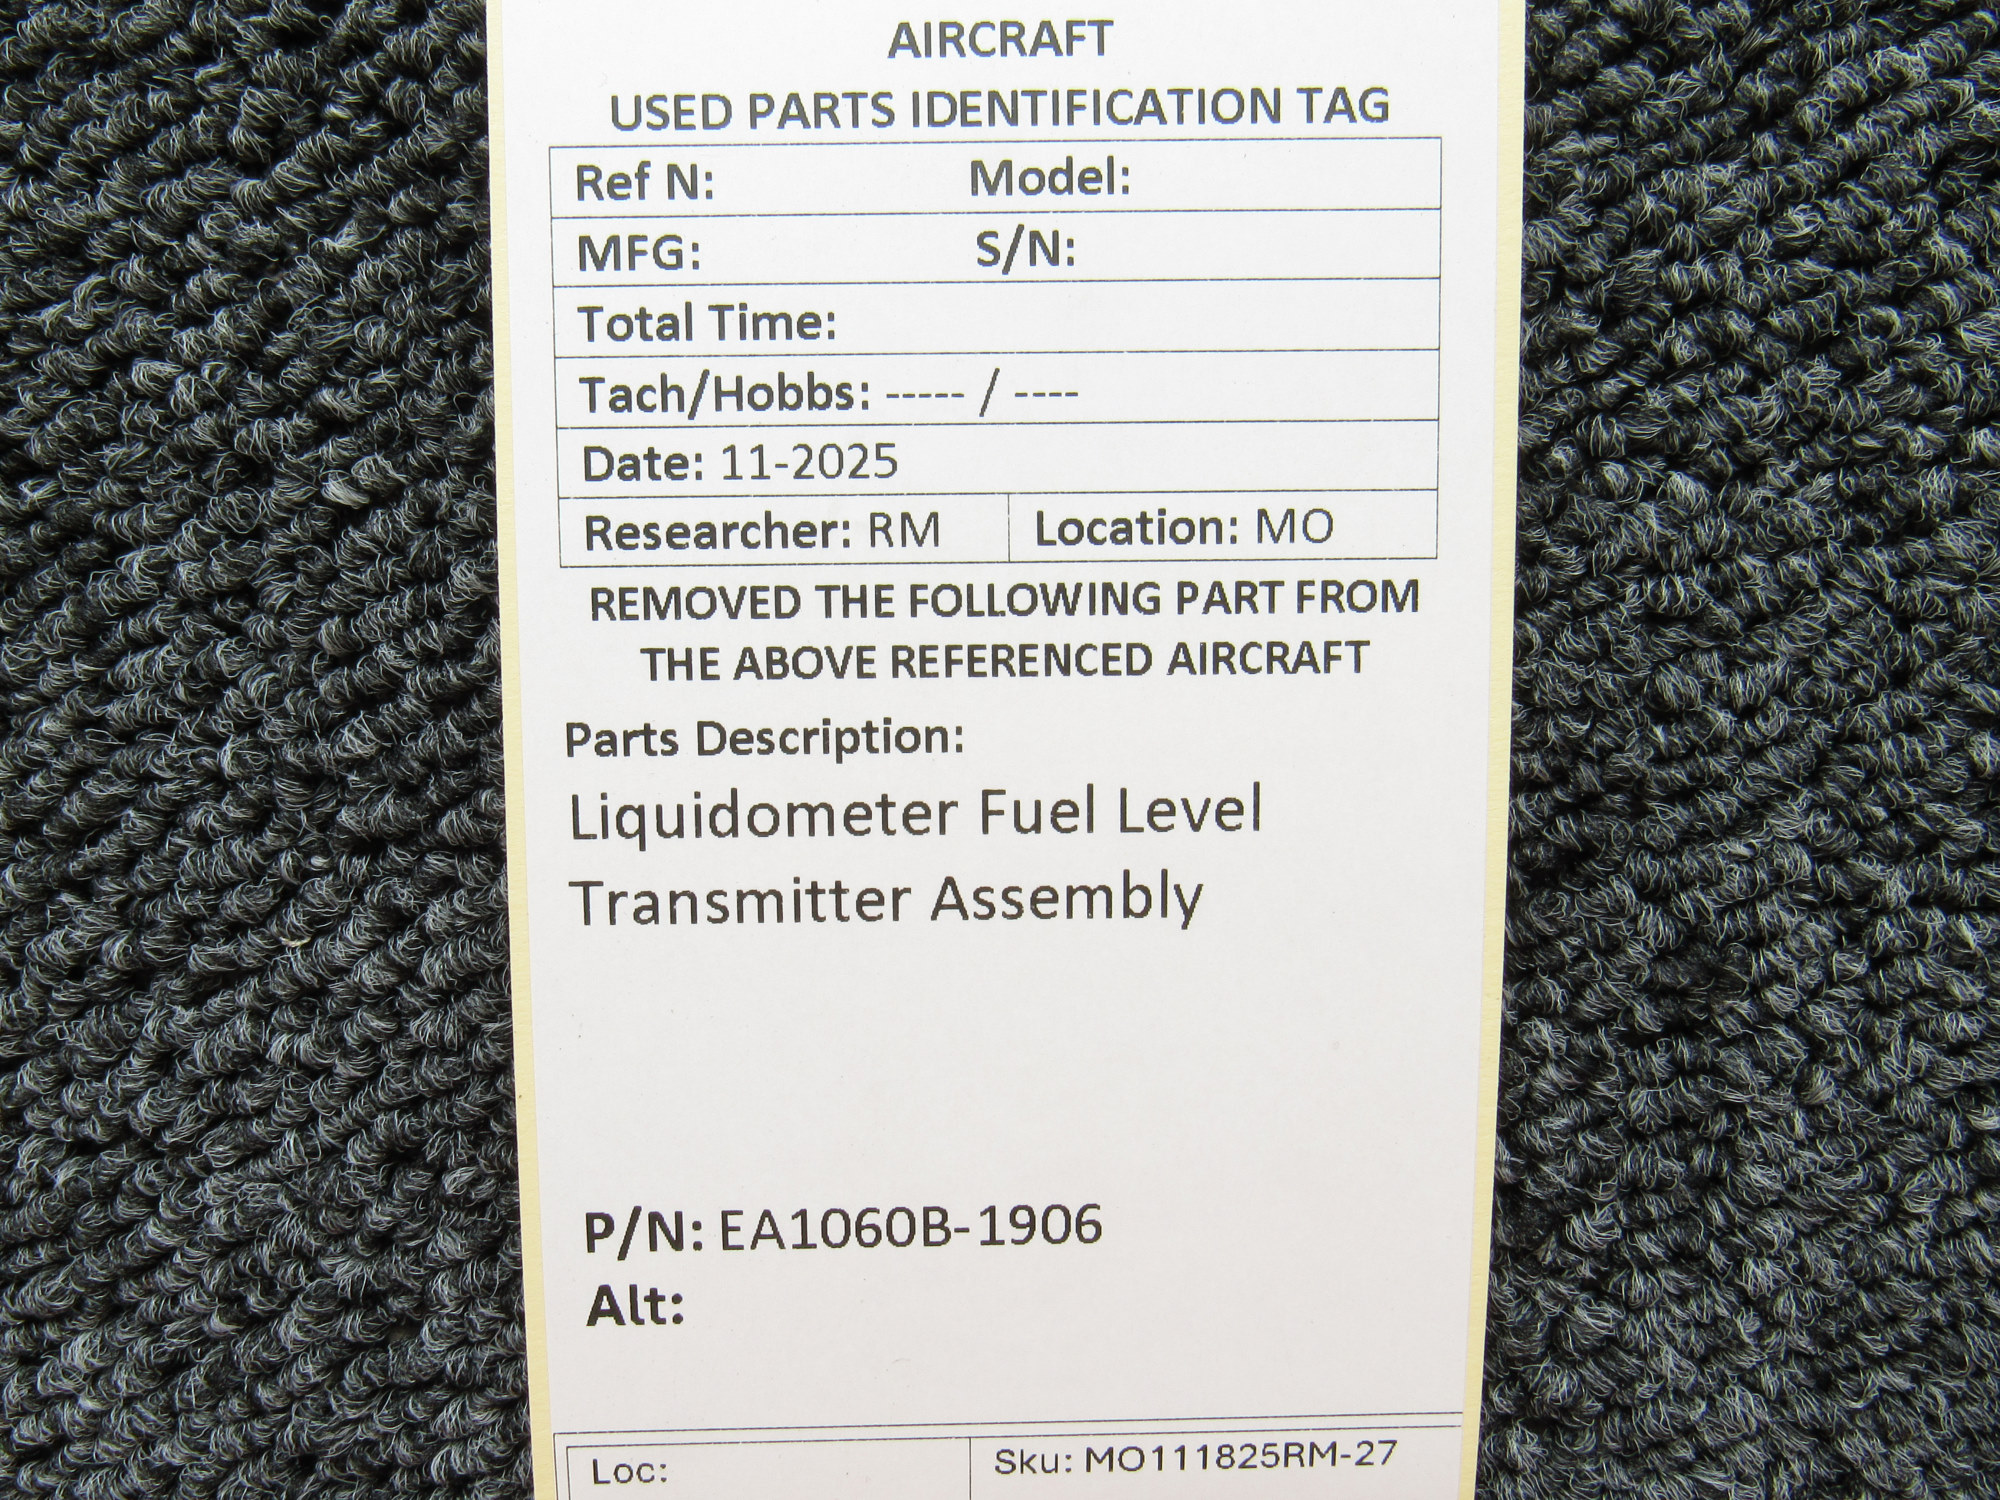 AIRCRAFT
USED PARTS IDENTIFICATION TAG
Ref N: Model:
MFG: S/N:
Total Time:
Tach/Hobbs: ----- / ----
Date: 11-2025
Researcher: RM Location: MO
REMOVED THE FOLLOWING PART FROM
THE ABOVE REFERENCED AIRCRAFT
Parts Description:
Liquidometer Fuel Level
Transmitter Assembly
P/N: EA1060B-1906
Alt:
Loc: Sku: MO111825RM-27